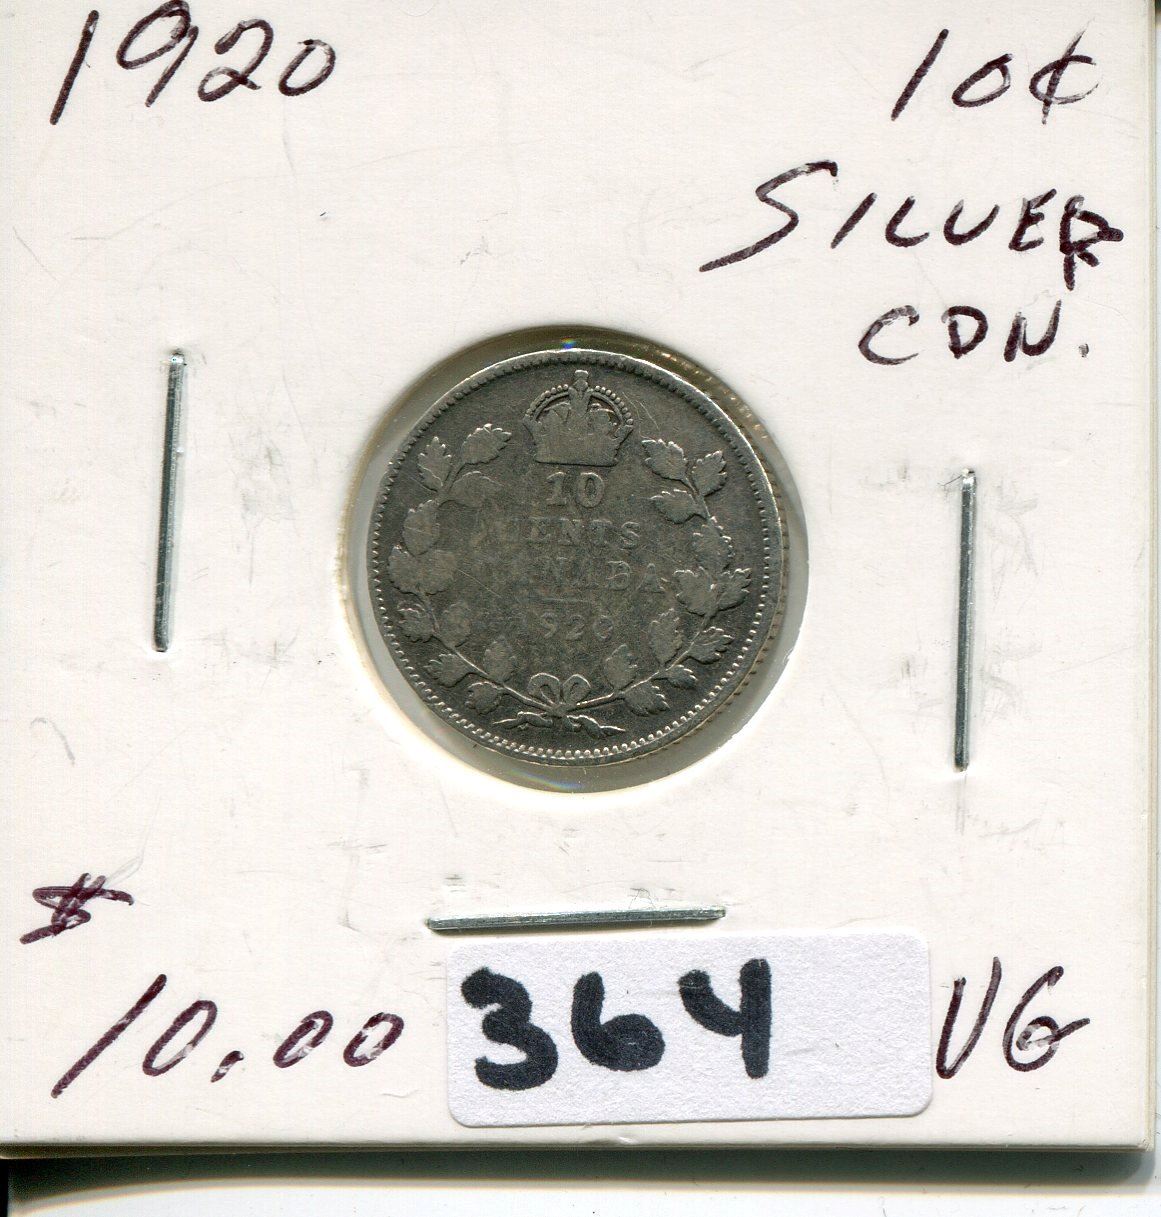 1920
10¢
SILVER
CDN.
10
CENTS
CANADA
1920
$
10.00
364
VG